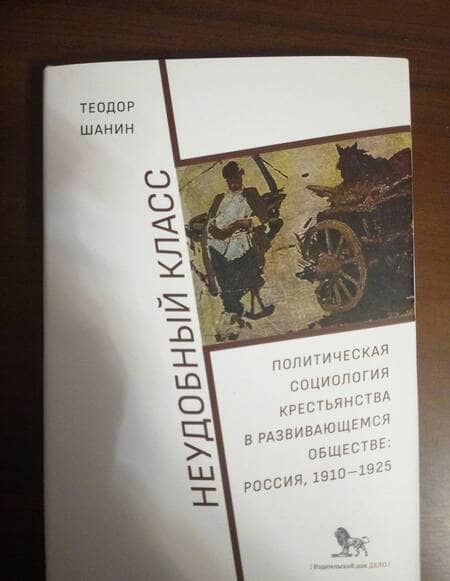 ТЕОДОР
ШАНИН
НЕУДОБНЫЙ КЛАСС
ПОЛИТИЧЕСКАЯ
СОЦИОЛОГИЯ
КРЕСТЬЯНСТВА
В РАЗВИВАЮЩЕМСЯ
ОБЩЕСТВЕ:
РОССИЯ, 1910–1925
| Издательский дом ДЕЛО |